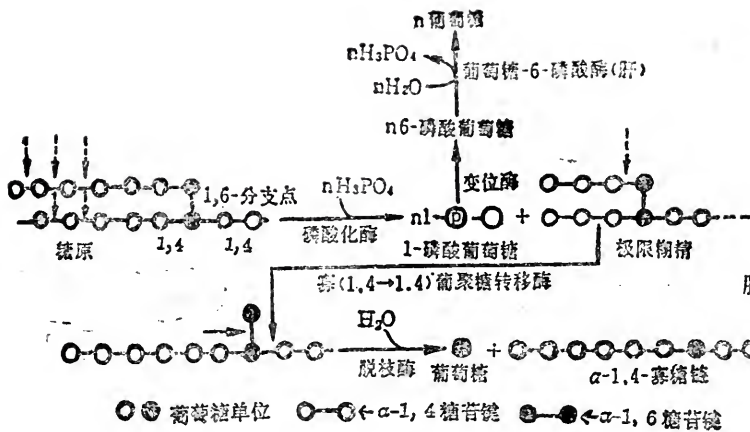 n葡萄糖
nH₃PO₄
葡萄糖-6-磷酸酶(肝)
nH₂O
n6-磷酸葡萄糖
变位酶
1,6-分支点
nH₃PO₄
n1-Ⓟ-
+
1,4
1,4
糖原
磷酸化酶
1-磷酸葡萄糖
极限糊精
寡(1,4→1.4)葡聚糖转移酶
H₂O
+
脱枝酶
葡萄糖
α-1,4-寡糖链
葡萄糖单位
←α-1,4糖苷键
←α-1,6糖苷键